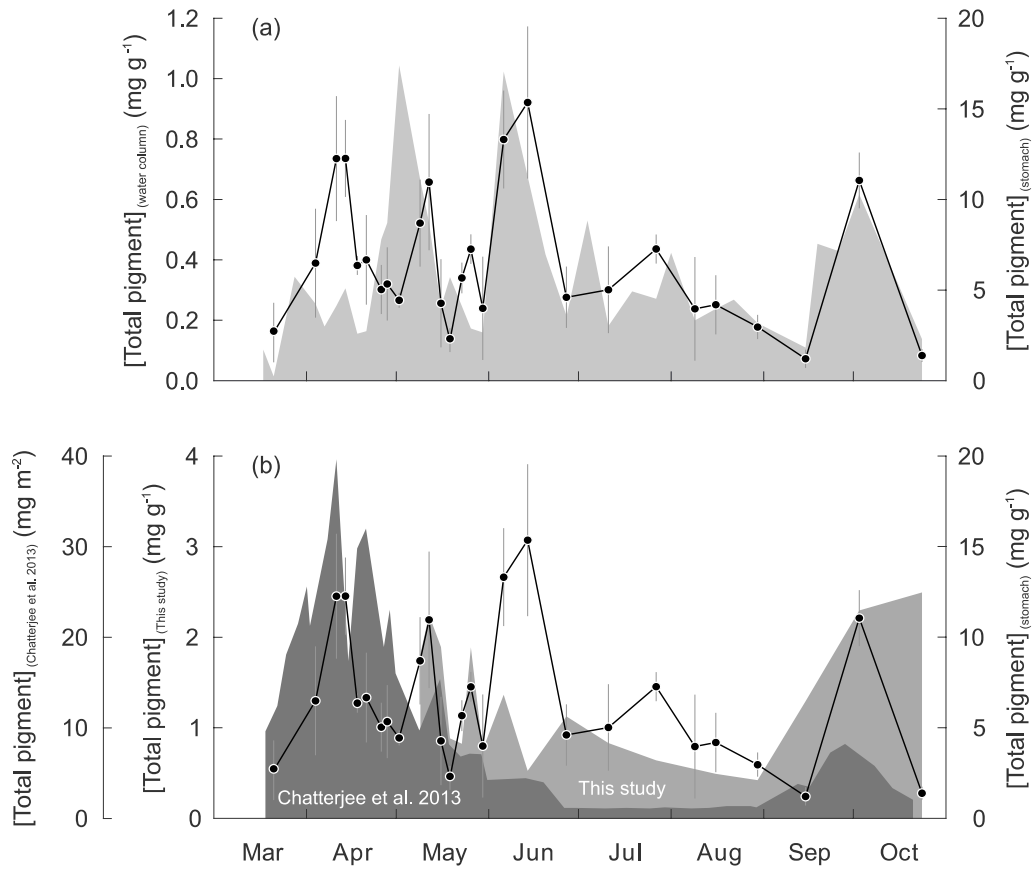 (a)
[Total pigment] (water column) (mg g-1)
1.2
1.0
0.8
0.6
0.4
0.2
0.0
20
15
10
5
0
[Total pigment] (stomach) (mg g-1)
(b)
[Total pigment] (Chatterjee et al. 2013) (mg m-2)
40
30
20
10
0
[Total pigment] (This study) (mg g-1)
4
3
2
1
0
20
15
10
5
0
[Total pigment] (stomach) (mg g-1)
Chatterjee et al. 2013
This study
Mar Apr May Jun Jul Aug Sep Oct